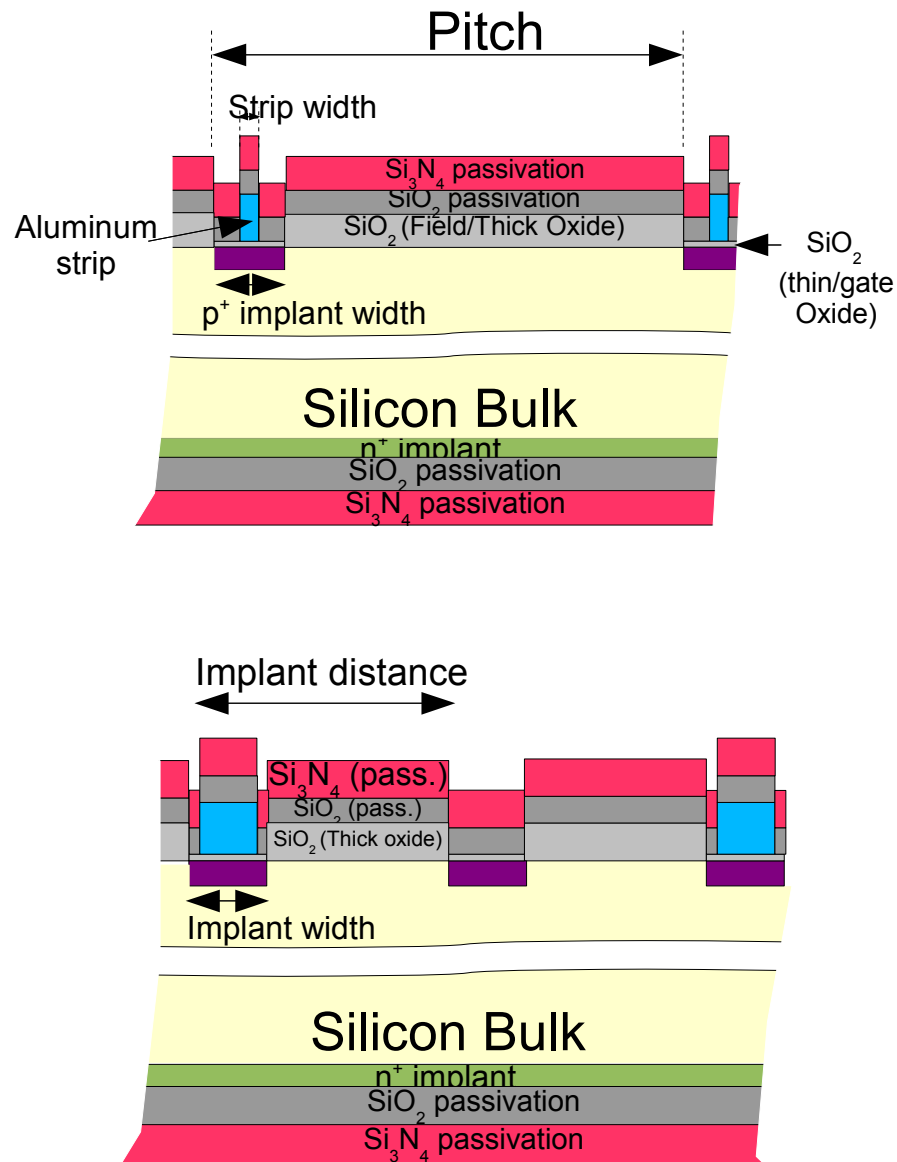 Pitch
Strip width
Si₃N₄ passivation
SiO₂ passivation
SiO₂ (Field/Thick Oxide)
Aluminum
strip
SiO₂
(thin/gate
Oxide)
p⁺ implant width
Silicon Bulk
n⁺ implant
SiO₂ passivation
Si₃N₄ passivation
Implant distance
Si₃N₄ (pass.)
SiO₂ (pass.)
SiO₂ (Thick oxide)
Implant width
Silicon Bulk
n⁺ implant
SiO₂ passivation
Si₃N₄ passivation